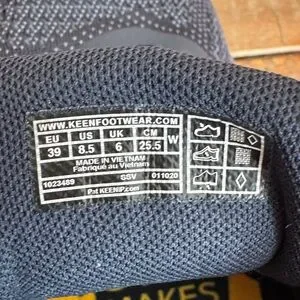 WWW.KEENFOOTWEAR.COM
EU US UK CM W
39 8.5 6 25.5
MADE IN VIETNAM
Fabriqué au Vietnam
1023489 SSV 011020
Pat KEENIP.com
MAKES